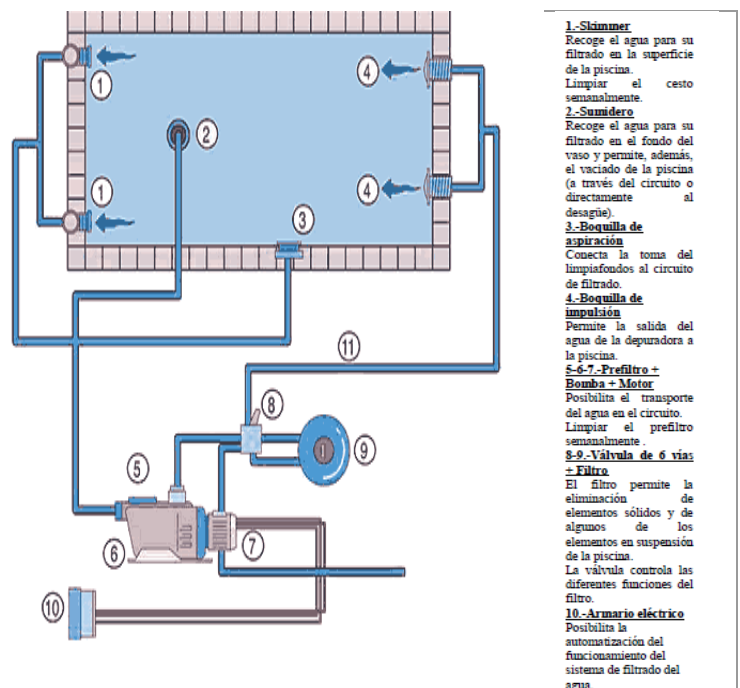 1
2
1
3
4
4
11
8
9
5
6
7
10
1.-Skimmer
Recoge el agua para su
filtrado en la superficie
de la piscina.
Limpiar el cesto
semanalmente.
2.-Sumidero
Recoge el agua para su
filtrado en el fondo del
vaso y permite, además,
el vaciado de la piscina
(a través del circuito o
directamente al
desagüe).
3.-Boquilla de
aspiración
Conecta la toma del
limpiafondos al circuito
de filtrado.
4.-Boquilla de
impulsión
Permite la salida del
agua de la depuradora a
la piscina.
5-6-7.-Prefiltro +
Bomba + Motor
Posibilita el transporte
del agua en el circuito.
Limpiar el prefiltro
semanalmente .
8-9.-Válvula de 6 vías
+ Filtro
El filtro permite la
eliminación de
elementos sólidos y de
algunos de los
elementos en suspensión
de la piscina.
La válvula controla las
diferentes funciones del
filtro.
10.-Armario eléctrico
Posibilita la
automatización del
funcionamiento del
sistema de filtrado del
agua.